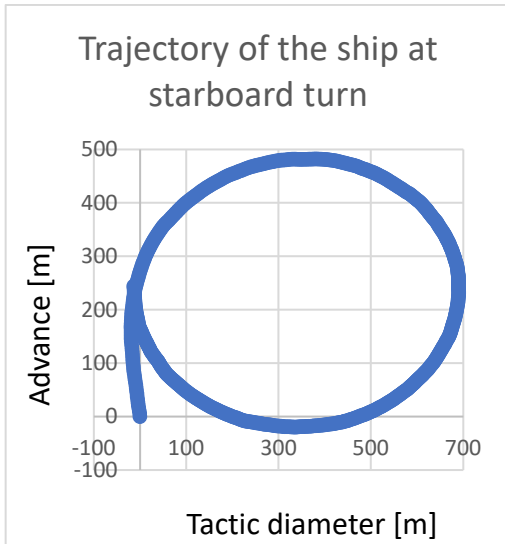 Trajectory of the ship at
starboard turn
500
400
300
200
100
0
-100
-100 100 300 500 700
Advance [m]
Tactic diameter [m]